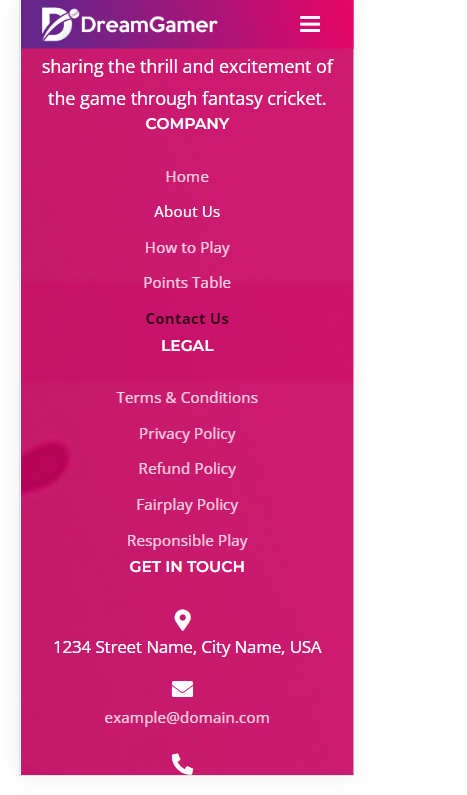 DreamGamer
sharing the thrill and excitement of
the game through fantasy cricket.
COMPANY
Home
About Us
How to Play
Points Table
Contact Us
LEGAL
Terms & Conditions
Privacy Policy
Refund Policy
Fairplay Policy
Responsible Play
GET IN TOUCH
1234 Street Name, City Name, USA
example@domain.com